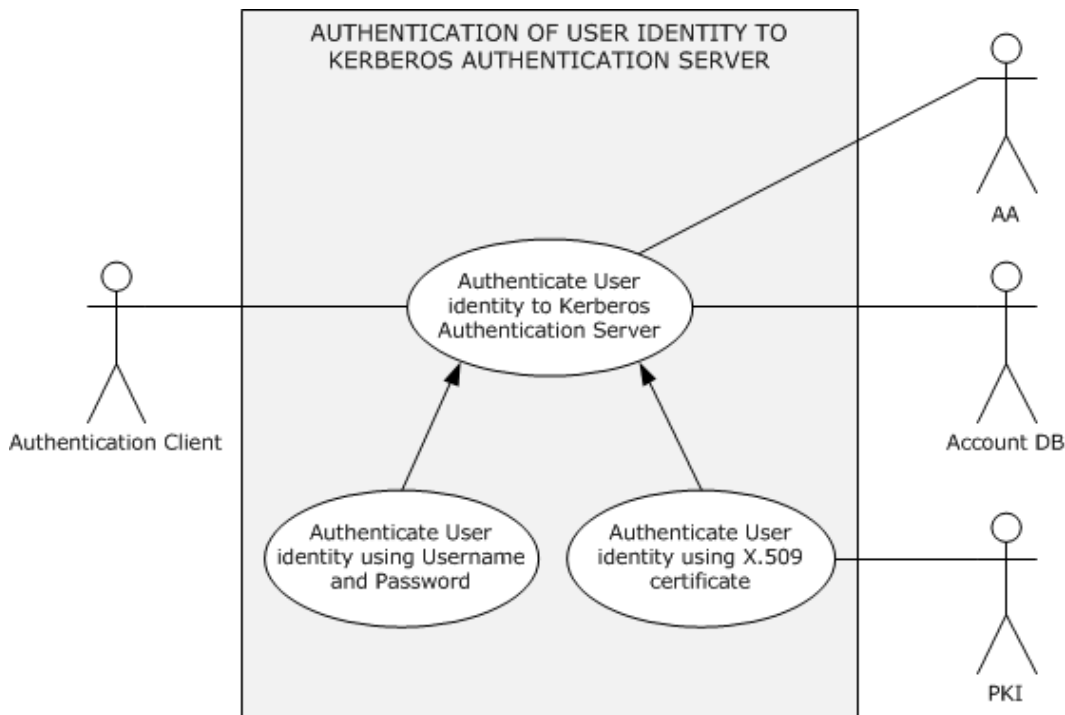 AUTHENTICATION OF USER IDENTITY TO
KERBEROS AUTHENTICATION SERVER
AA
Authenticate User
identity to Kerberos
Authentication Server
Authentication Client
Account DB
Authenticate User
identity using Username
and Password
Authenticate User
identity using X.509
certificate
PKI